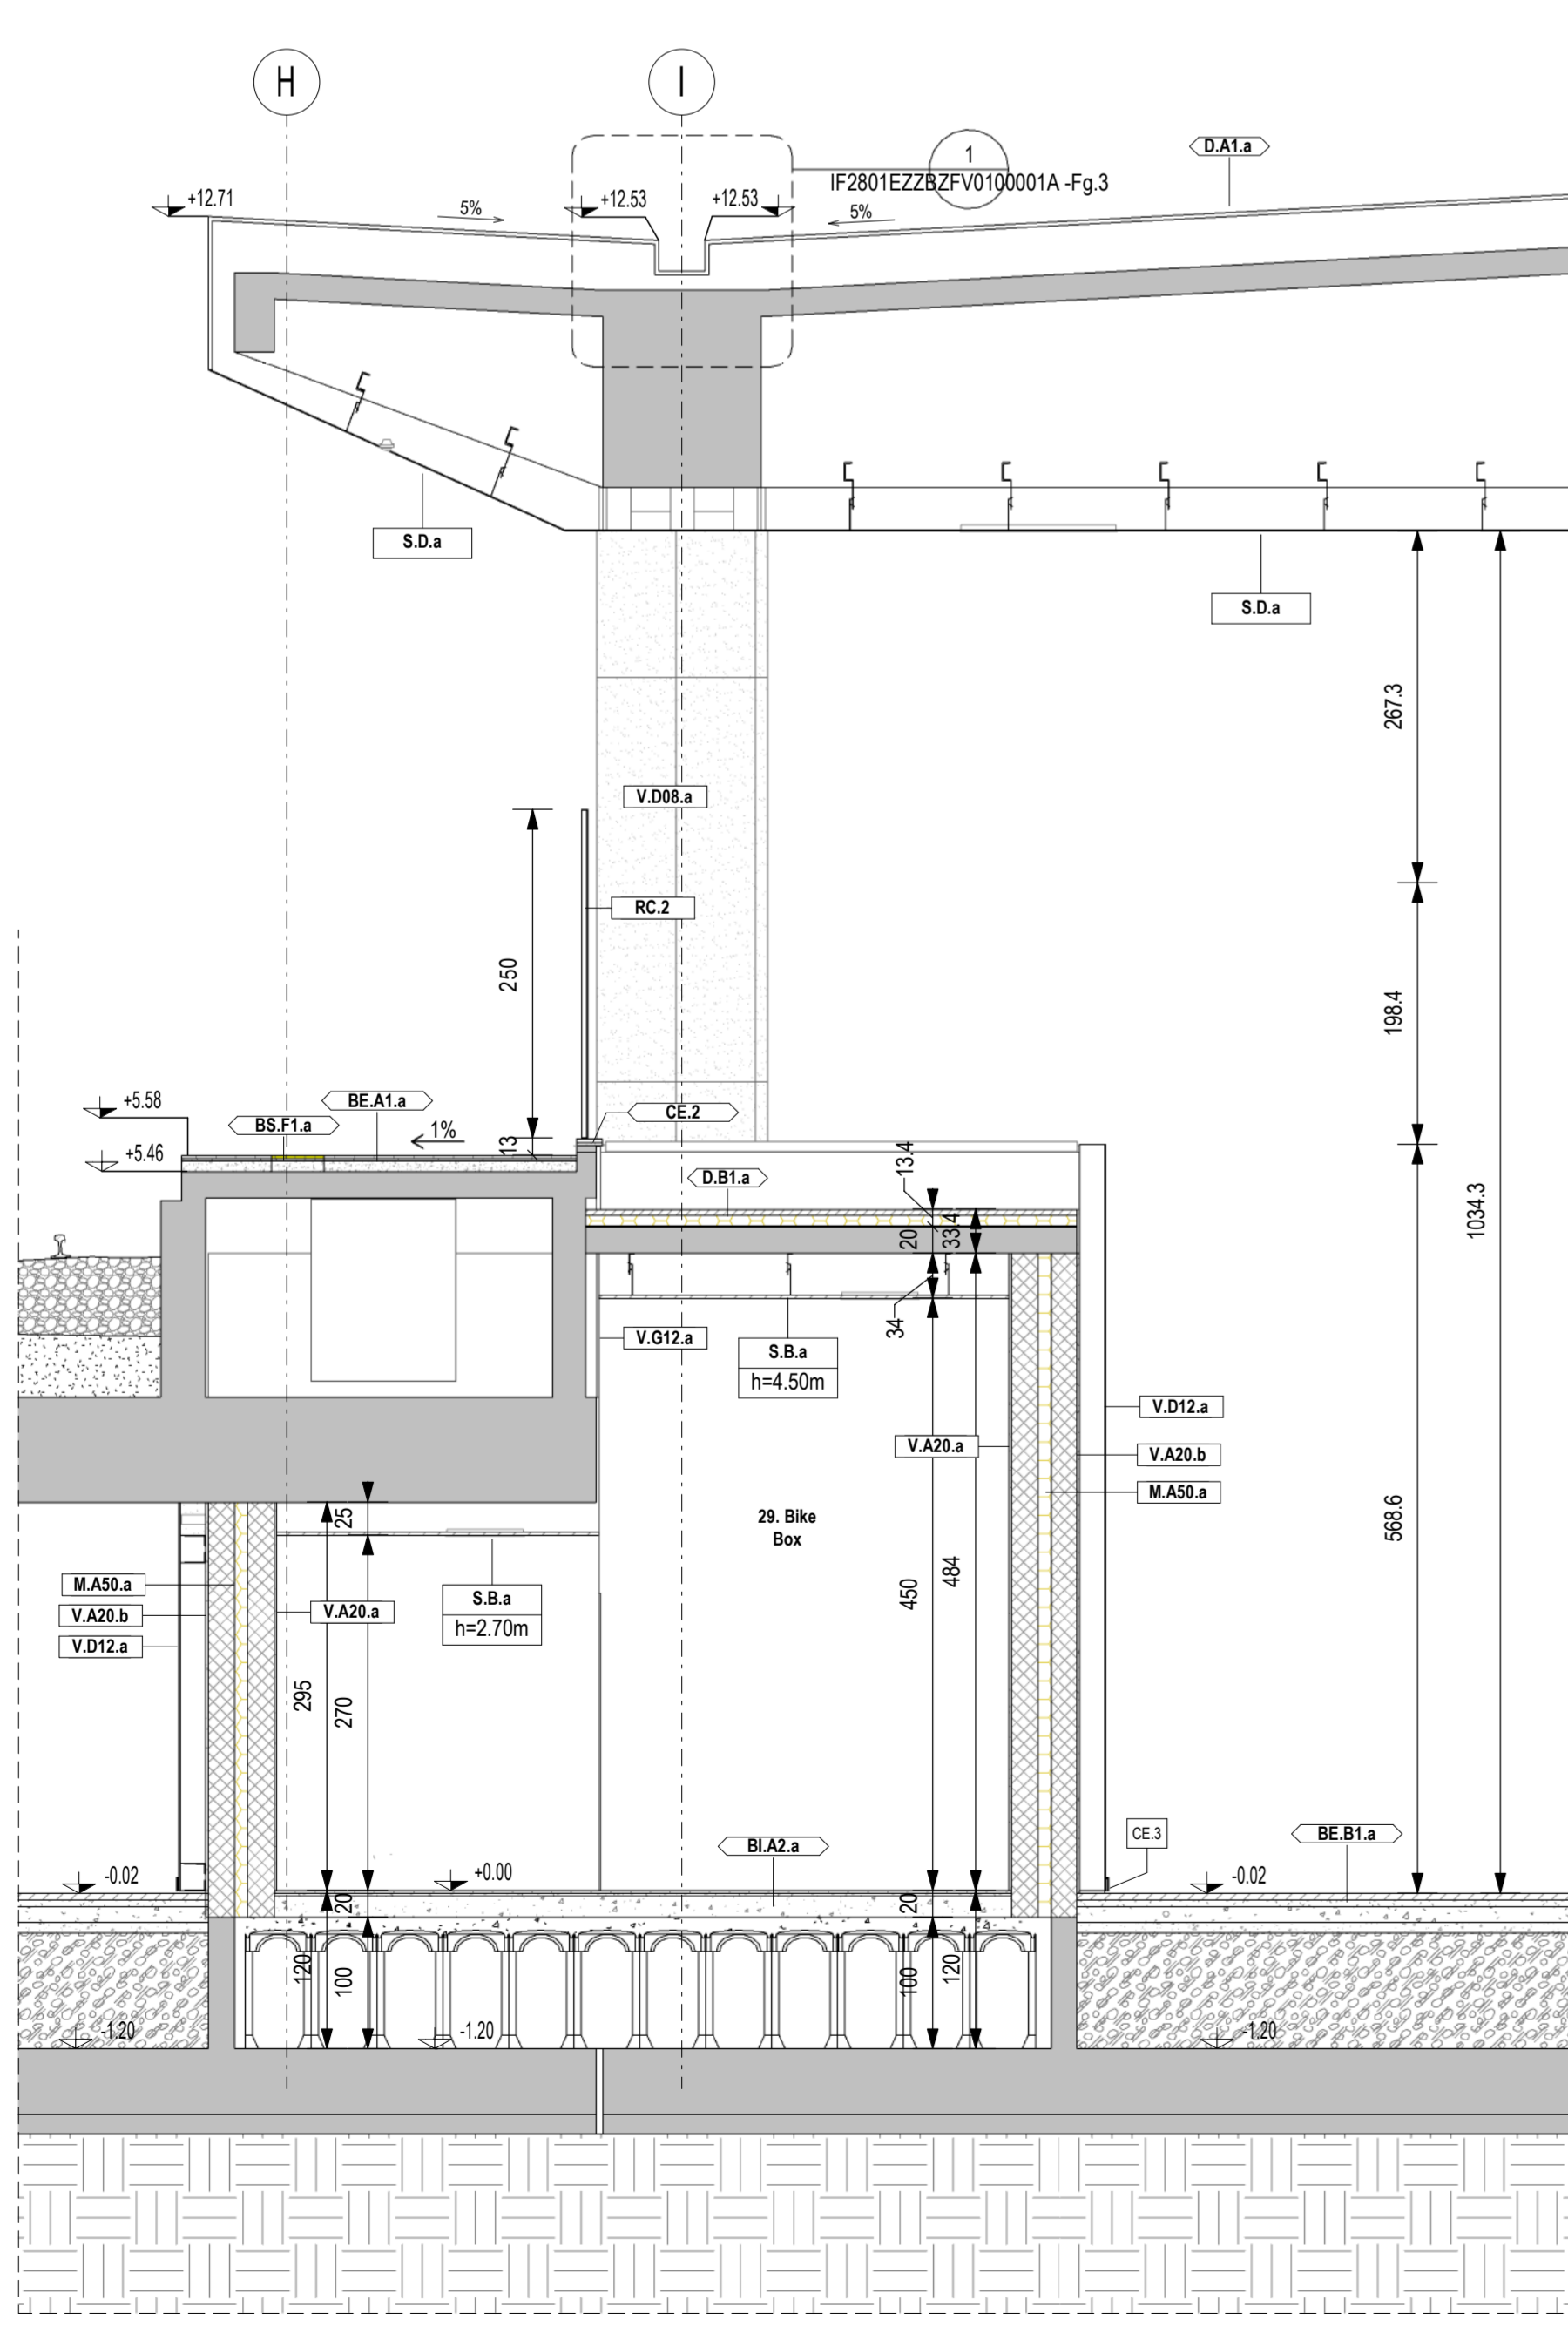 H
I
1
IF2801EZZBZFV0100001A -Fg.3
D.A1.a
+12.71
5%
+12.53
+12.53
5%
S.D.a
S.D.a
267.3
V.D08.a
RC.2
250
198.4
+5.58
BE.A1.a
BS.F1.a
1%
CE.2
13
+5.46
13.4
D.B1.a
1034.3
20
33.4
34
V.G12.a
S.B.a
h=4.50m
V.D12.a
V.A20.a
V.A20.b
M.A50.a
25
29. Bike
Box
568.6
M.A50.a
V.A20.b
V.D12.a
V.A20.a
S.B.a
h=2.70m
450
484
295
270
CE.3
BE.B1.a
BI.A2.a
-0.02
+0.00
-0.02
20
20
120
100
100
120
-1.20
-1.20
-1.20